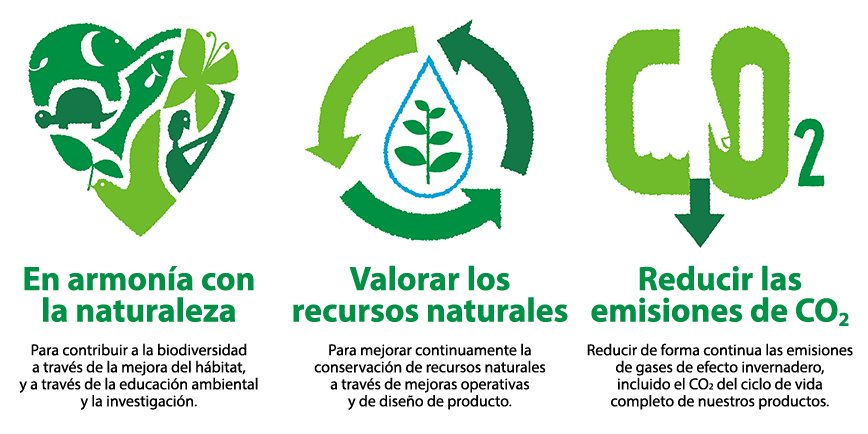 CO2
En armonía con
la naturaleza
Para contribuir a la biodiversidad
a través de la mejora del hábitat,
y a través de la educación ambiental
y la investigación.
Valorar los
recursos naturales
Para mejorar continuamente la
conservación de recursos naturales
a través de mejoras operativas
y de diseño de producto.
Reducir las
emisiones de CO₂
Reducir de forma continua las emisiones
de gases de efecto invernadero,
incluido el CO₂ del ciclo de vida
completo de nuestros productos.